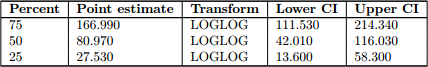 Percent Point estimate Transform Lower CI Upper CI
75 166.990 LOGLOG 111.530 214.340
50 80.970 LOGLOG 42.010 116.030
25 27.530 LOGLOG 13.600 58.300